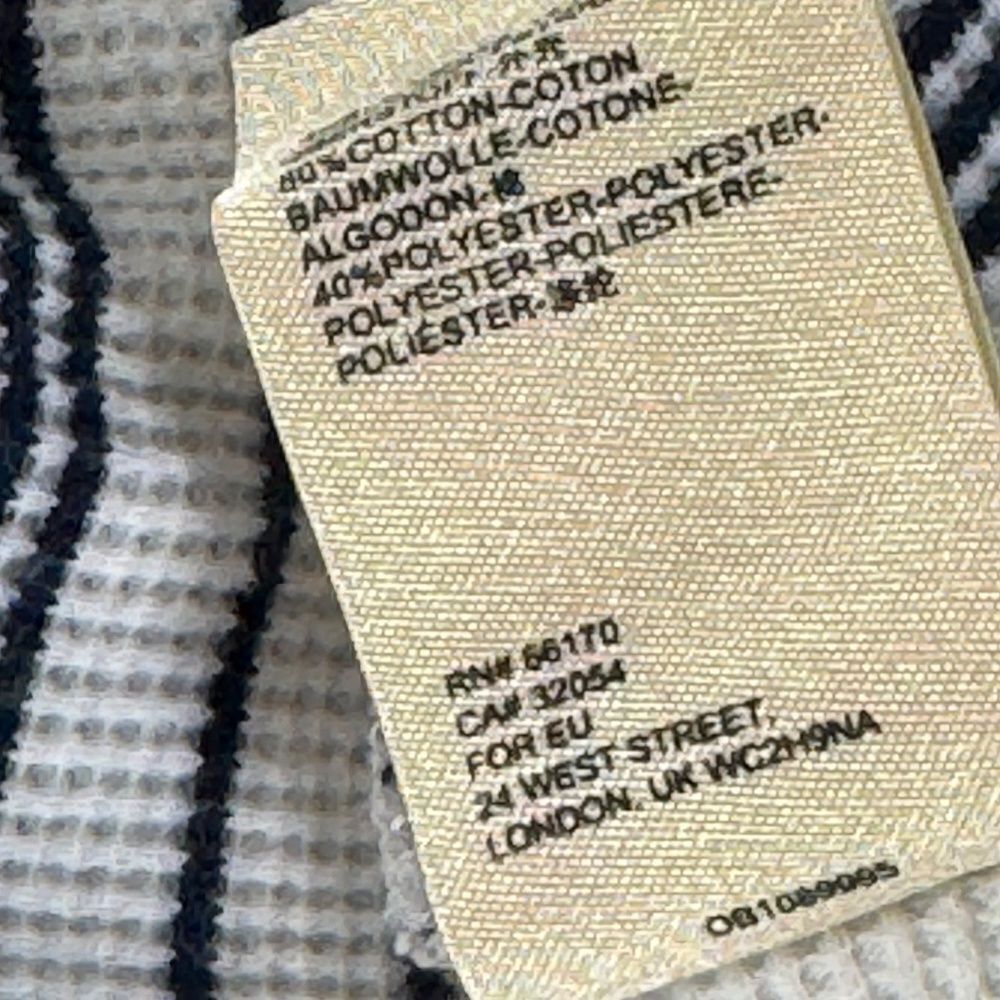 COTTON-COTON
BAUMWOLLE-COTONE-
ALGODON-
40%POLYESTER-POLYESTER-
POLYESTER-POLIESTERE-
POLIÉSTER-
RN# 66170
CA# 32054
FOR EU
24 WEST STREET,
LONDON, UK WC2H9NA